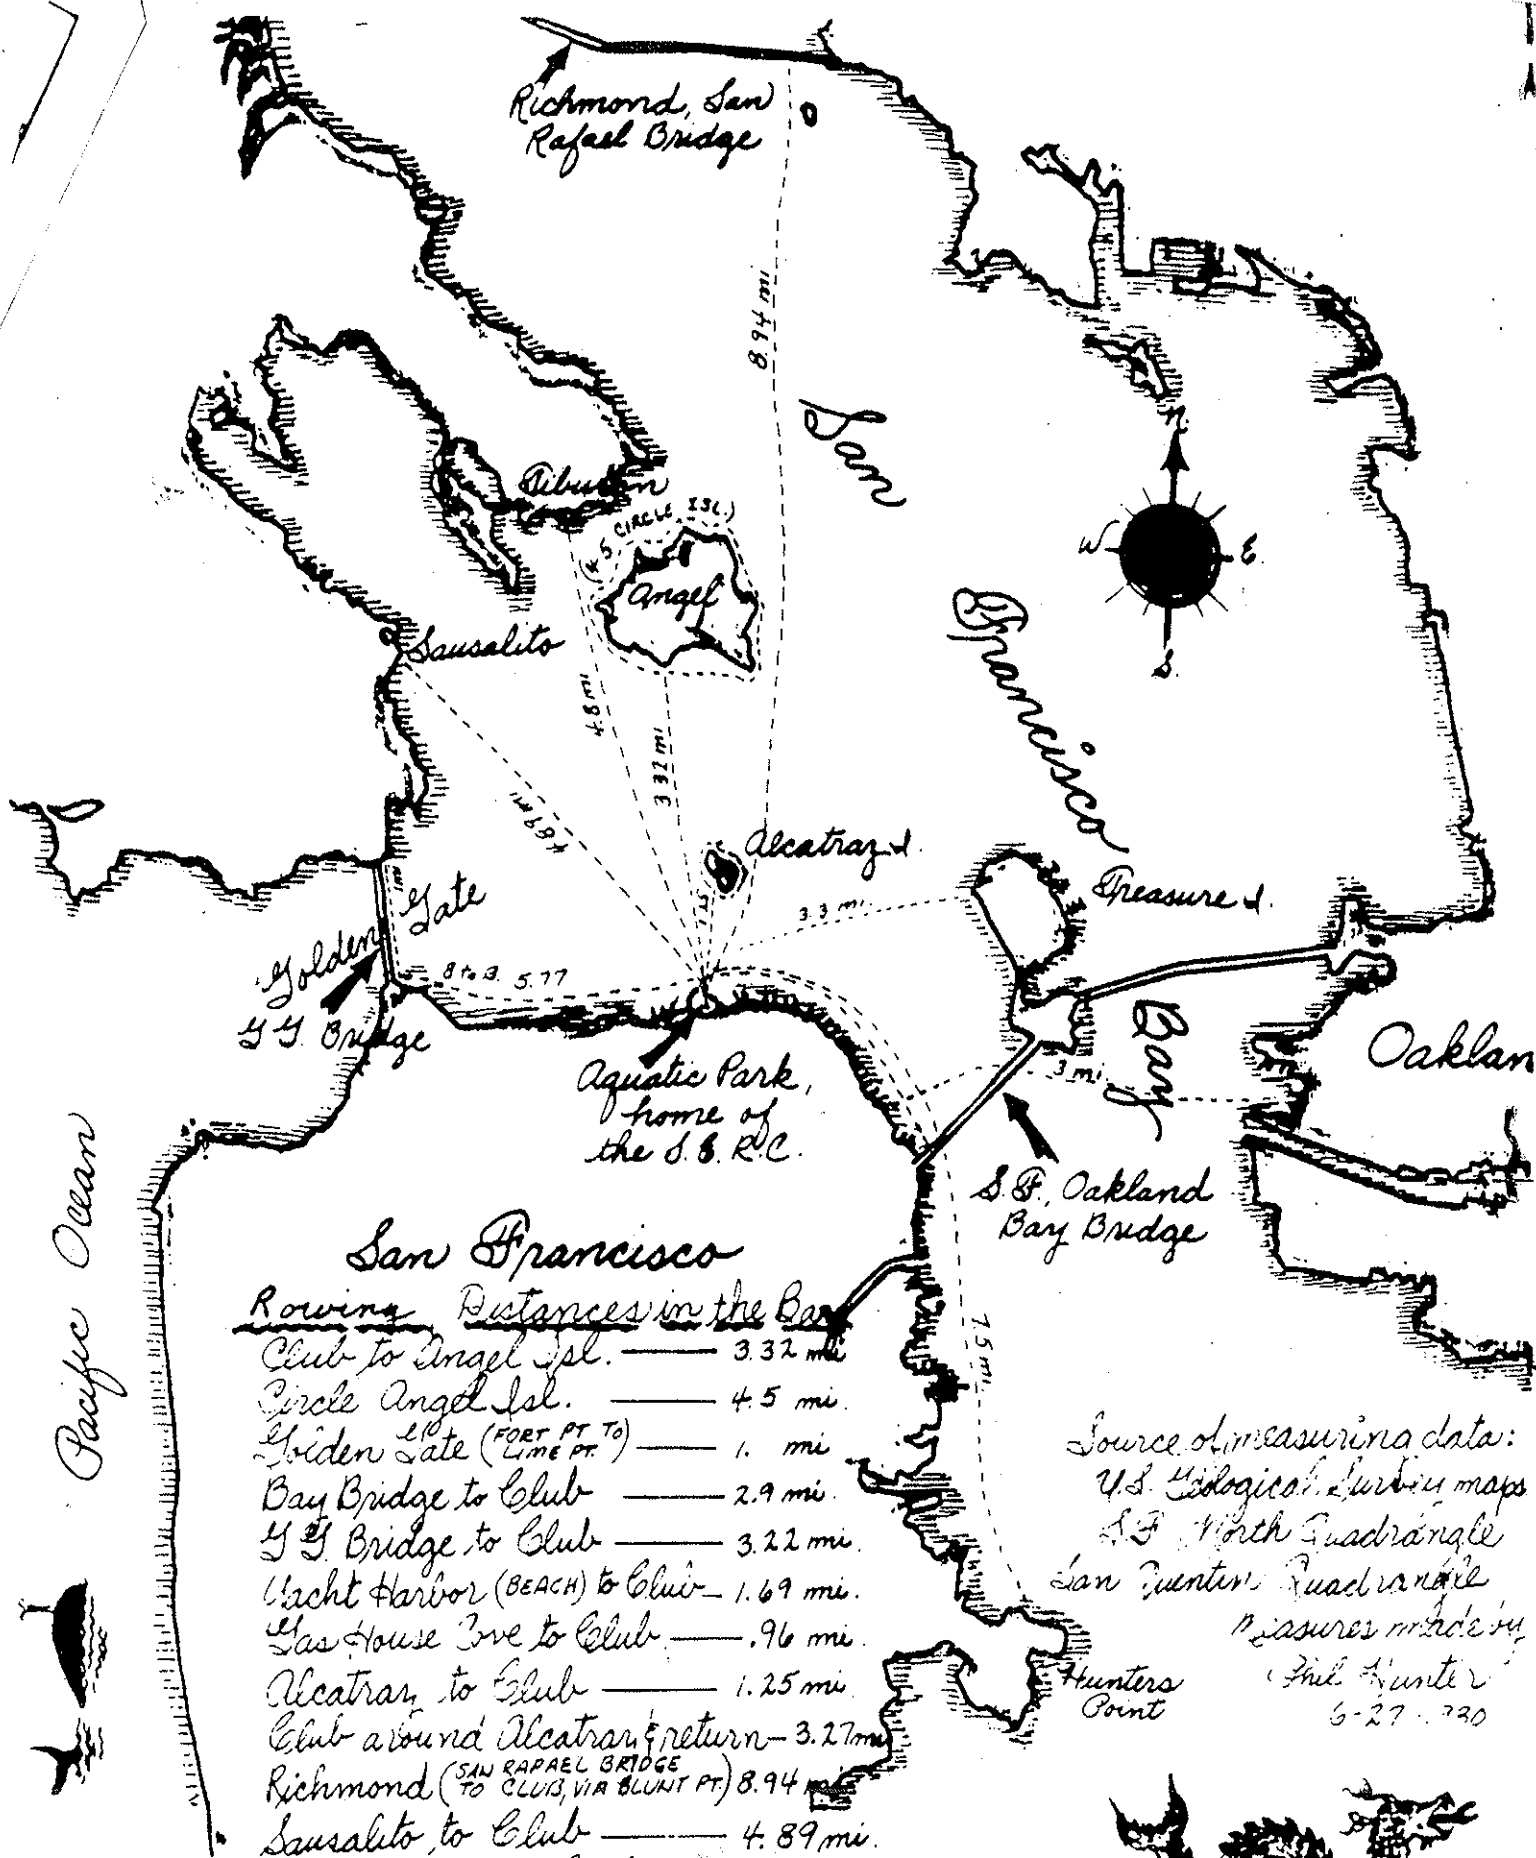 Richmond, San
Rafael Bridge
8.94 mi
San
Francisco
Bay
N.
W
E.
S.
Tiburon
CIRCLE ISL.)
Angel
Sausalito
4.8 mi
3.32 mi
4.89 mi
Alcatraz I.
Treasure I.
3.3 mi.
Golden
Gate
G.G. Bridge
B to B. 5.77
Aquatic Park,
home of
the
3 mi
Oaklan
S.F., Oakland
Bay Bridge
7.5 mi
Pacific Ocean
San Francisco
Rowing Distances in the Bay
Club to Angel Isl. 3.32 mi
Circle Angel Isl. 4.5 mi.
Golden Gate (FORT PT. TO LIME PT.) 1. mi
Bay Bridge to Club 2.9 mi.
G.G. Bridge to Club 3.22 mi.
Yacht Harbor (BEACH) to Club 1.69 mi.
Gas House Cove to Club .96 mi.
Alcatraz to Club 1.25 mi.
Club around Alcatraz & return - 3.27 mi
Richmond (SAN RAPAEL BRIDGE TO CLUB, VIA BLUNT PT.) 8.94
Sausalito to Club 4.89 mi.
Source of measuring data:
U.S. Geological Survey maps
S.F. North Quadrangle
San Quentin Quadrangle
Measures made by
Phil Hunter
6-27
Hunters
Point